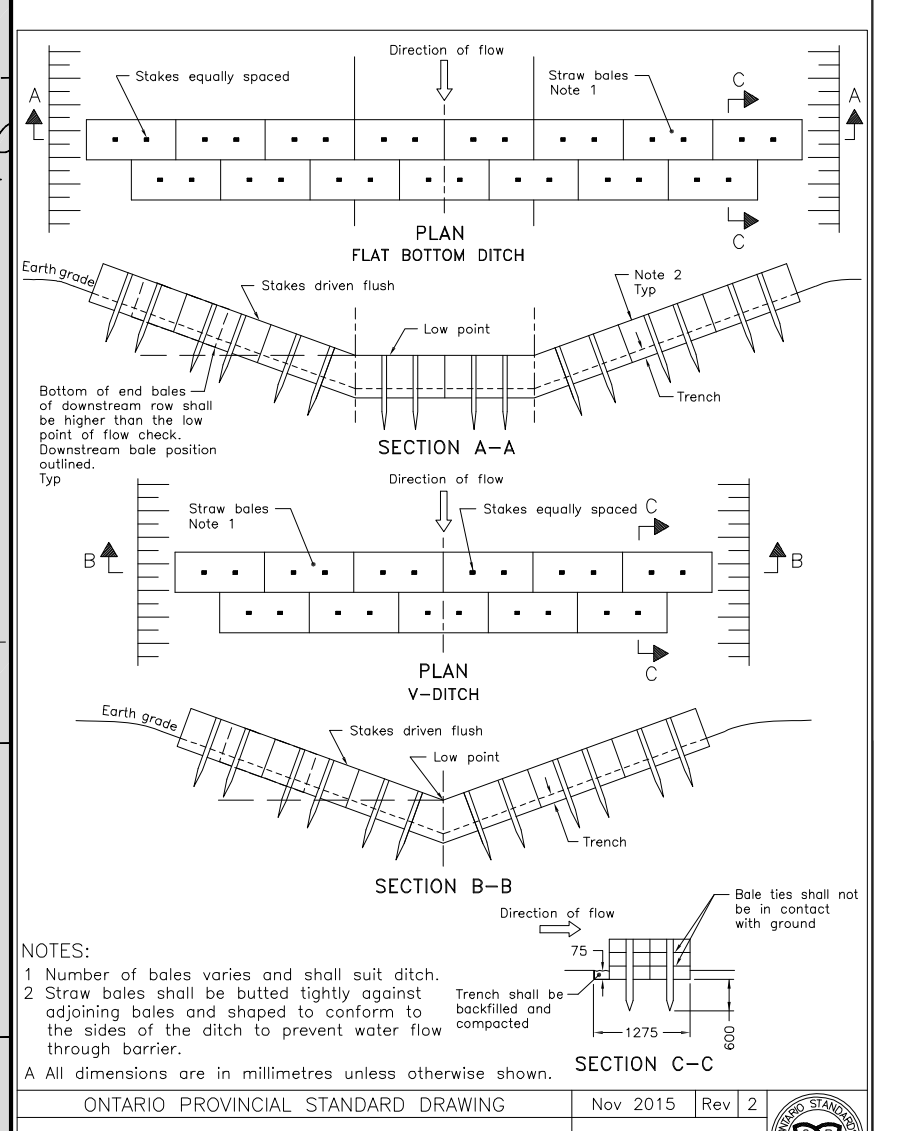 Direction of flow
Stakes equally spaced
Straw bales
Note 1
C
A
A
C
PLAN
FLAT BOTTOM DITCH
Earth grade
Stakes driven flush
Note 2
Typ
Low point
Trench
Bottom of end bales
of downstream row shall
be higher than the low
point of flow check.
Downstream bale position
outlined.
Typ
SECTION A-A
Direction of flow
Straw bales
Note 1
Stakes equally spaced
C
B
B
C
PLAN
V-DITCH
Earth grade
Stakes driven flush
Low point
Trench
SECTION B-B
Bale ties shall not
be in contact
with ground
Direction of flow
75
Trench shall be
backfilled and
compacted
1275
600
SECTION C-C
NOTES:
1 Number of bales varies and shall suit ditch.
2 Straw bales shall be butted tightly against
adjoining bales and shaped to conform to
the sides of the ditch to prevent water flow
through barrier.
A All dimensions are in millimetres unless otherwise shown.
ONTARIO PROVINCIAL STANDARD DRAWING
Nov 2015
Rev
2